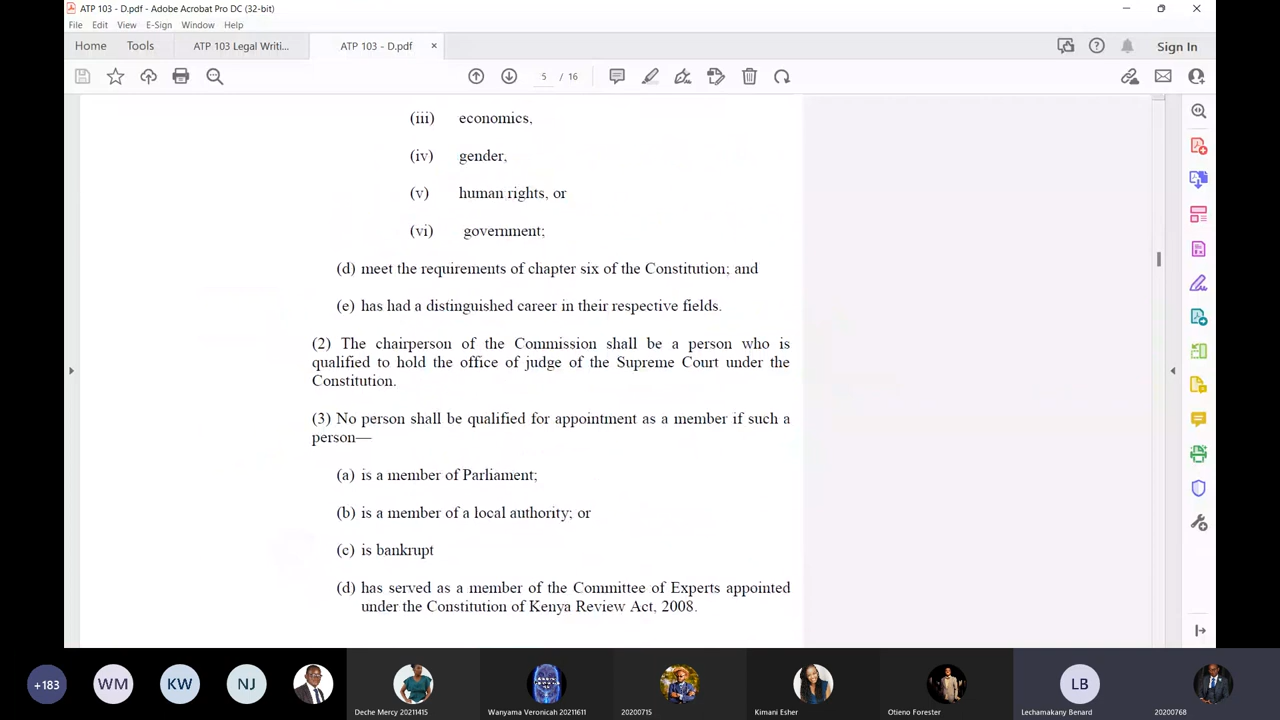 ATP 103 - D.pdf - Adobe Acrobat Pro DC (32-bit)
File Edit View E-Sign Window Help
Home Tools ATP 103 Legal Writi... ATP 103 - D.pdf × Sign In
5 / 16
(iii) economics,
(iv) gender,
(v) human rights, or
(vi) government;
(d) meet the requirements of chapter six of the Constitution; and
(e) has had a distinguished career in their respective fields.
(2) The chairperson of the Commission shall be a person who is
qualified to hold the office of judge of the Supreme Court under the
Constitution.
(3) No person shall be qualified for appointment as a member if such a
person—
(a) is a member of Parliament;
(b) is a member of a local authority; or
(c) is bankrupt
(d) has served as a member of the Committee of Experts appointed
under the Constitution of Kenya Review Act, 2008.
+183 WM KW NJ LB
Deche Mercy 20211415 Wanyama Veronicah 20211611 20200715 Kimani Esher Otieno Forester Lechamakany Benard 20200768